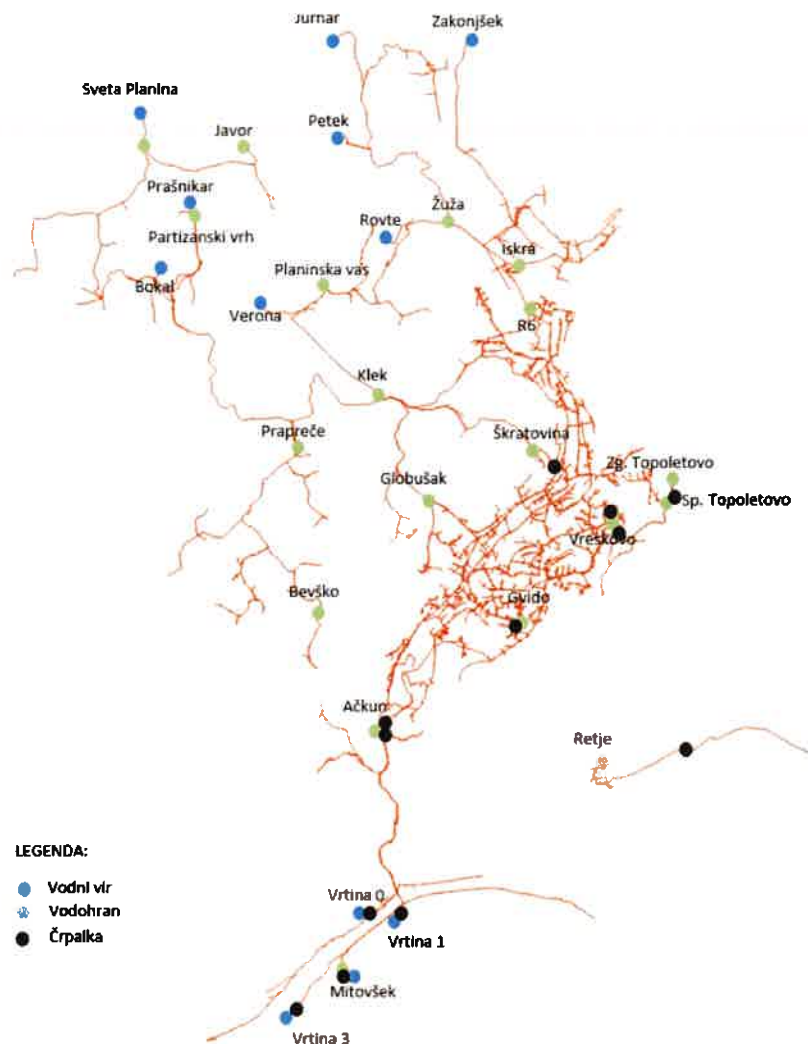 Jurnar
Zakonjšek
Sveta Planina
Javor
Petek
Prašnikar
Žuža
Rovte
Partizanski vrh
Iskra
Planinska vas
Bokal
Verona
R6
Klek
Prapreče
Škratovina
Zg. Topoletovo
Globušak
Sp. Topoletovo
Vreskovo
Bevško
Gvido
Ačkun
Retje
LEGENDA:
Vodni vir
Vodohran
Črpalka
Vrtina 0
Vrtina 1
Mitovšek
Vrtina 3